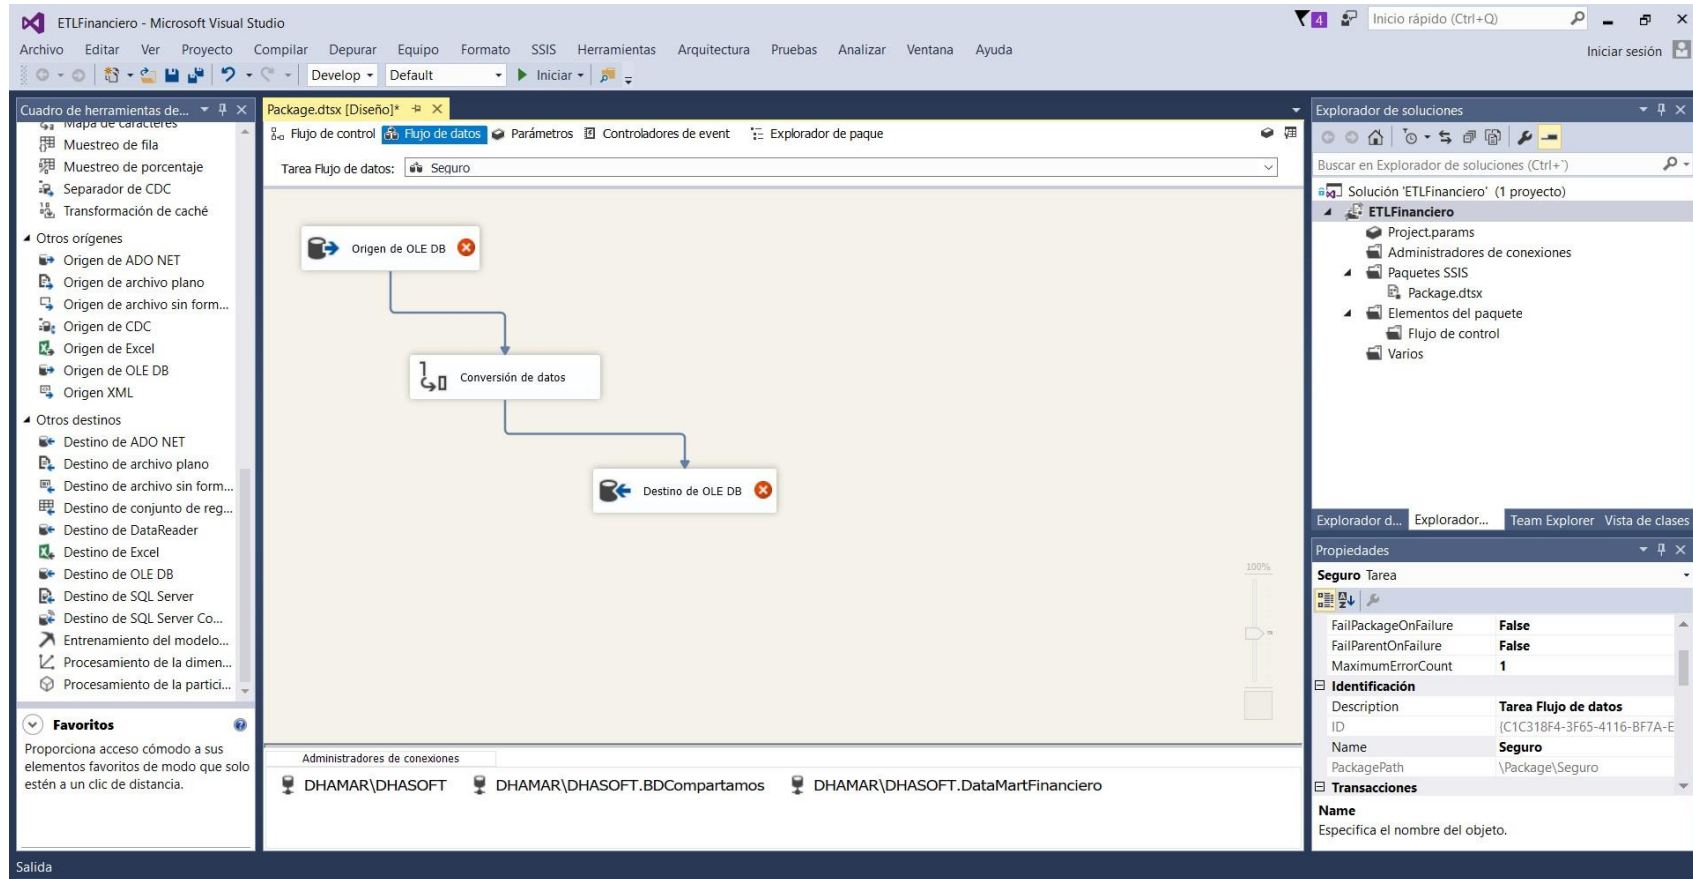 ETLFinanciero - Microsoft Visual Studio
4
Inicio rápido (Ctrl+Q)
Archivo Editar Ver Proyecto Compilar Depurar Equipo Formato SSIS Herramientas Arquitectura Pruebas Analizar Ventana Ayuda
Iniciar sesión
Develop Default Iniciar
Cuadro de herramientas de...
Mapa de caracteres
Muestreo de fila
Muestreo de porcentaje
Separador de CDC
Transformación de caché
Otros orígenes
Origen de ADO NET
Origen de archivo plano
Origen de archivo sin form...
Origen de CDC
Origen de Excel
Origen de OLE DB
Origen XML
Otros destinos
Destino de ADO NET
Destino de archivo plano
Destino de archivo sin form...
Destino de conjunto de reg...
Destino de DataReader
Destino de Excel
Destino de OLE DB
Destino de SQL Server
Destino de SQL Server Co...
Entrenamiento del modelo...
Procesamiento de la dimen...
Procesamiento de la partici...
Favoritos
Proporciona acceso cómodo a sus
elementos favoritos de modo que solo
estén a un clic de distancia.
Package.dtsx [Diseño]*
Flujo de control Flujo de datos Parámetros Controladores de event Explorador de paque
Tarea Flujo de datos: Seguro
Origen de OLE DB
Conversión de datos
Destino de OLE DB
100%
Administradores de conexiones
DHAMAR\DHASOFT DHAMAR\DHASOFT.BDCompartamos DHAMAR\DHASOFT.DataMartFinanciero
Explorador de soluciones
Buscar en Explorador de soluciones (Ctrl+¨)
Solución 'ETLFinanciero' (1 proyecto)
ETLFinanciero
Project.params
Administradores de conexiones
Paquetes SSIS
Package.dtsx
Elementos del paquete
Flujo de control
Varios
Explorador d... Explorador... Team Explorer Vista de clases
Propiedades
Seguro Tarea
FailPackageOnFailure False
FailParentOnFailure False
MaximumErrorCount 1
Identificación
Description Tarea Flujo de datos
ID {C1C318F4-3F65-4116-BF7A-E
Name Seguro
PackagePath \Package\Seguro
Transacciones
Name
Especifica el nombre del objeto.
Salida